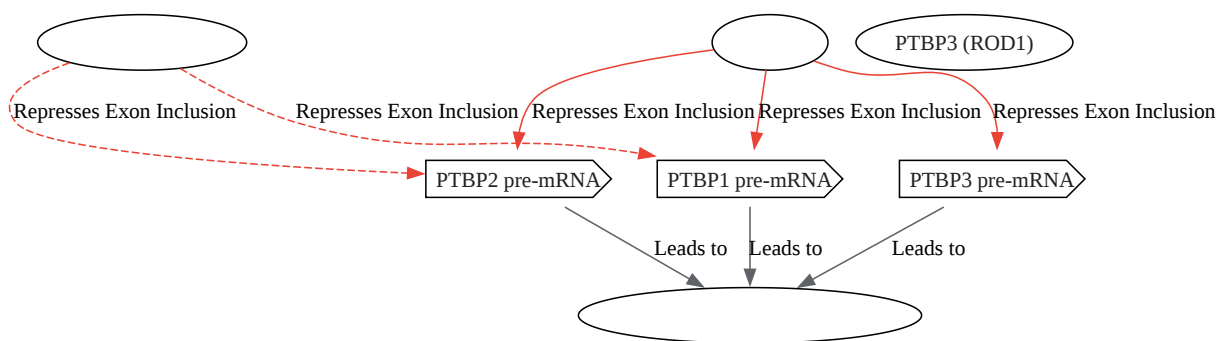 PTBP3 (ROD1)
Represses Exon Inclusion
Represses Exon Inclusion
Represses Exon Inclusion
Represses Exon Inclusion
Represses Exon Inclusion
PTBP2 pre-mRNA
PTBP1 pre-mRNA
PTBP3 pre-mRNA
Leads to
Leads to
Leads to